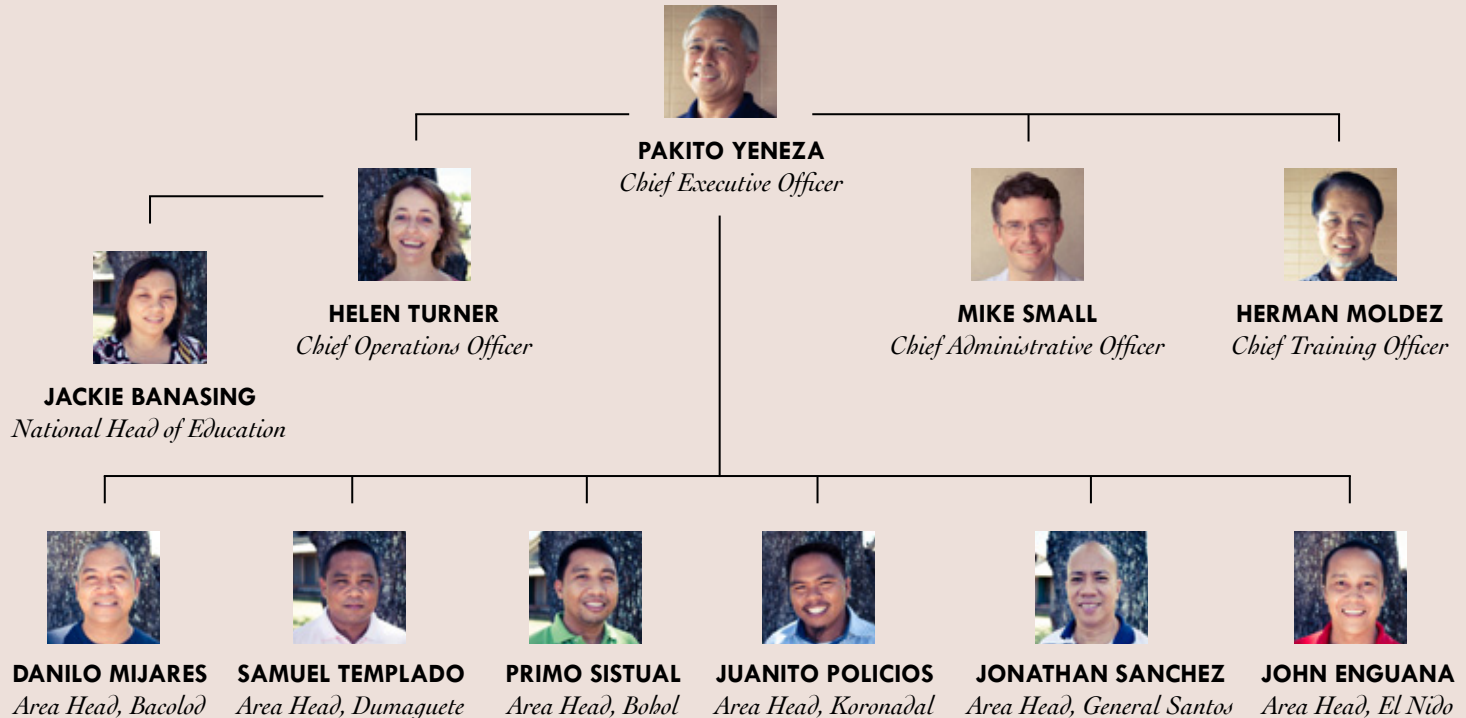 PAKITO YENEZA
Chief Executive Officer
HELEN TURNER
Chief Operations Officer
MIKE SMALL
Chief Administrative Officer
HERMAN MOLDEZ
Chief Training Officer
JACKIE BANASING
National Head of Education
DANILO MIJARES
Area Head, Bacolod
SAMUEL TEMPLADO
Area Head, Dumaguete
PRIMO SISTUAL
Area Head, Bohol
JUANITO POLICIOS
Area Head, Koronadal
JONATHAN SANCHEZ
Area Head, General Santos
JOHN ENGUANA
Area Head, El Nido